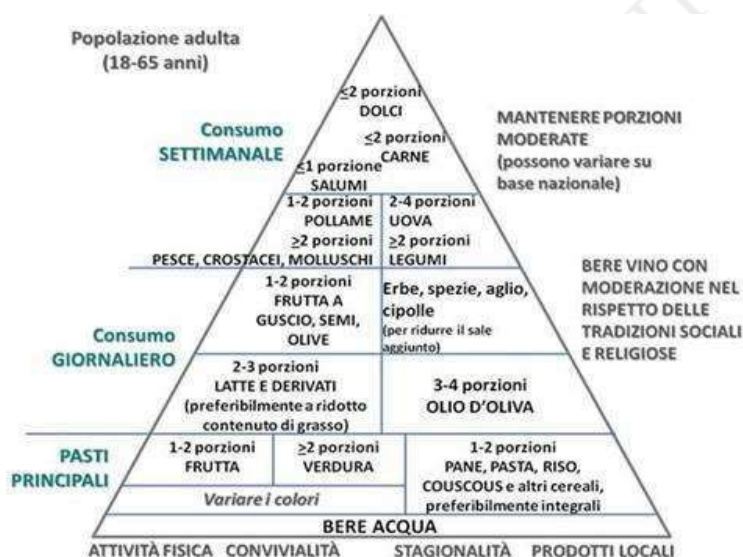 Popolazione adulta
(18-65 anni)
≤2 porzioni
DOLCI
Consumo
SETTIMANALE
≤2 porzioni
CARNE
≤1 porzione
SALUMI
MANTENERE PORZIONI
MODERATE
(possono variare su
base nazionale)
1-2 porzioni
POLLAME
2-4 porzioni
UOVA
≥2 porzioni
PESCE, CROSTACEI, MOLLUSCHI
≥2 porzioni
LEGUMI
BERE VINO CON
MODERAZIONE NEL
RISPETTO DELLE
TRADIZIONI SOCIALI
E RELIGIOSE
Consumo
GIORNALIERO
1-2 porzioni
FRUTTA A
GUSCIO, SEMI,
OLIVE
Erbe, spezie, aglio,
cipolle
(per ridurre il sale
aggiunto)
2-3 porzioni
LATTE E DERIVATI
(preferibilmente a ridotto
contenuto di grasso)
3-4 porzioni
OLIO D'OLIVA
PASTI
PRINCIPALI
1-2 porzioni
FRUTTA
≥2 porzioni
VERDURA
Variare i colori
1-2 porzioni
PANE, PASTA, RISO,
COUSCOUS e altri cereali,
preferibilmente integrali
BERE ACQUA
ATTIVITÀ FISICA CONVIVIALITÀ STAGIONALITÀ PRODOTTI LOCALI